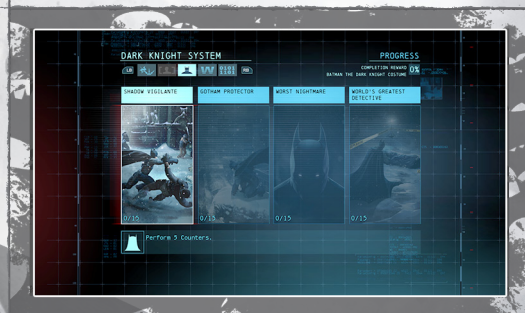 DARK KNIGHT SYSTEM
PROGRESS
LB
RB
COMPLETION REWARD 0%
BATMAN THE DARK KNIGHT COSTUME
SHADOW VIGILANTE
GOTHAM PROTECTOR
WORST NIGHTMARE
WORLD'S GREATEST
DETECTIVE
0/15
0/15
0/15
0/15
Perform 5 Counters.